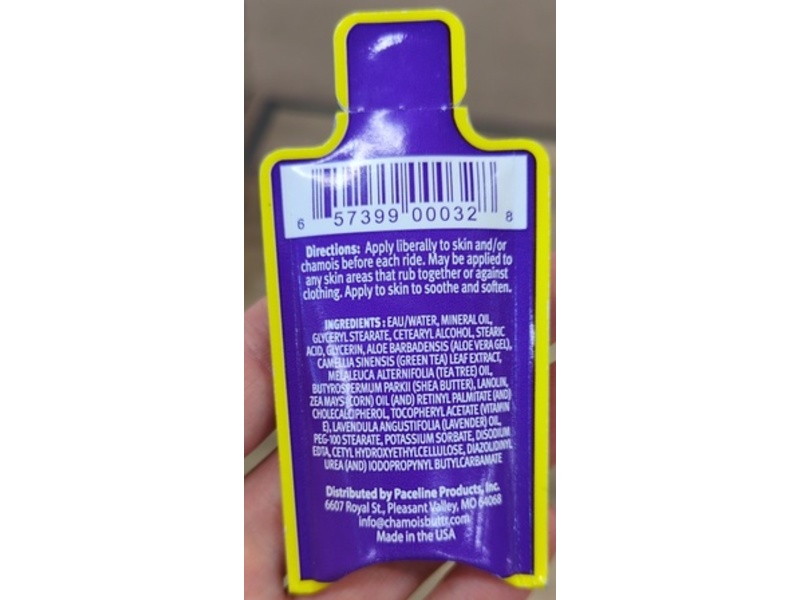 6 57399 00032 8
Directions: Apply liberally to skin and/or
chamois before each ride. May be applied to
any skin areas that rub together or against
clothing. Apply to skin to soothe and soften.
INGREDIENTS : EAU/WATER, MINERAL OIL,
GLYCERYL STEARATE, CETEARYL ALCOHOL, STEARIC
ACID, GLYCERIN, ALOE BARBADENSIS (ALOE VERA GEL),
CAMELLIA SINENSIS (GREEN TEA) LEAF EXTRACT,
MELALEUCA ALTERNIFOLIA (TEA TREE) OIL,
BUTYROSPERMUM PARKII (SHEA BUTTER), LANOLIN,
ZEA MAYS (CORN) OIL (AND) RETINYL PALMITATE (AND)
CHOLECALCIPHEROL, TOCOPHERYL ACETATE (VITAMIN
E), LAVENDULA ANGUSTIFOLIA (LAVENDER) OIL,
PEG-100 STEARATE, POTASSIUM SORBATE, DISODIUM
EDTA, CETYL HYDROXYETHYLCELLULOSE, DIAZOLIDINYL
UREA (AND) IODOPROPYNYL BUTYLCARBAMATE
Distributed by Paceline Products, Inc.
6607 Royal St., Pleasant Valley, MO 64068
info@chamoisbuttr.com
Made in the USA